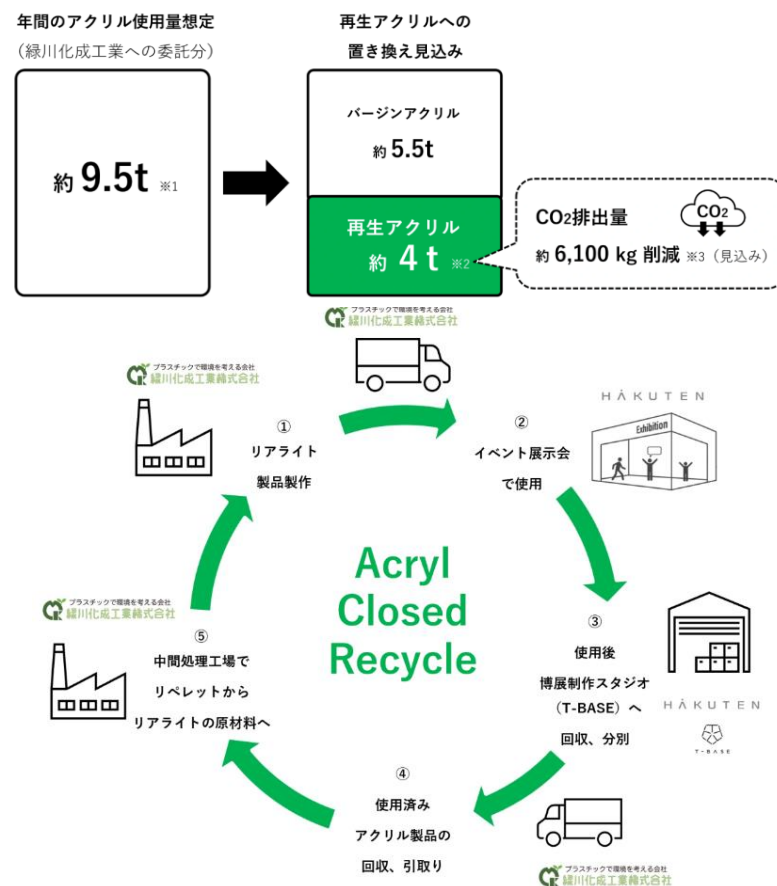 年間のアクリル使用量想定
（緑川化成工業への委託分）
再生アクリルへの
置き換え見込み
約 9.5t ※1
バージンアクリル
約 5.5t
再生アクリル
約 4 t ※2
CO2排出量
CO2
約 6,100 kg 削減 ※3（見込み）
プラスチックで環境を考える会社
緑川化成工業株式会社
プラスチックで環境を考える会社
緑川化成工業株式会社
①
リアライト
製品製作
②
イベント展示会
で使用
HAKUTEN
Exhibition
Acryl
Closed
Recycle
③
使用後
博展制作スタジオ
（T-BASE）へ
回収、分別
HAKUTEN
T-BASE
④
使用済み
アクリル製品の
回収、引取り
プラスチックで環境を考える会社
緑川化成工業株式会社
プラスチックで環境を考える会社
緑川化成工業株式会社
⑤
中間処理工場で
リペレットから
リアライトの原材料へ